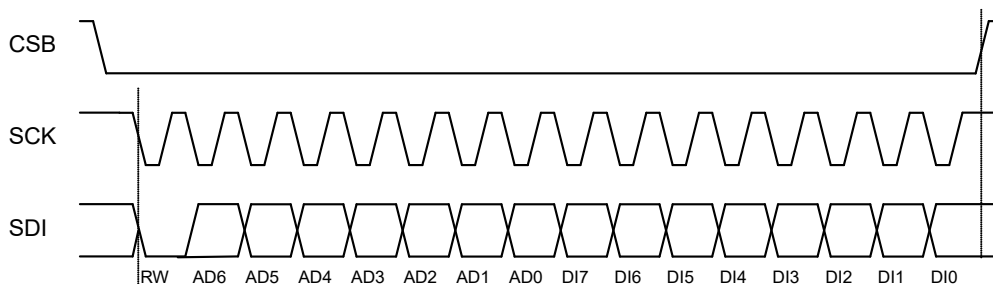 CSB
SCK
SDI
RW AD6 AD5 AD4 AD3 AD2 AD1 AD0 DI7 DI6 DI5 DI4 DI3 DI2 DI1 DI0